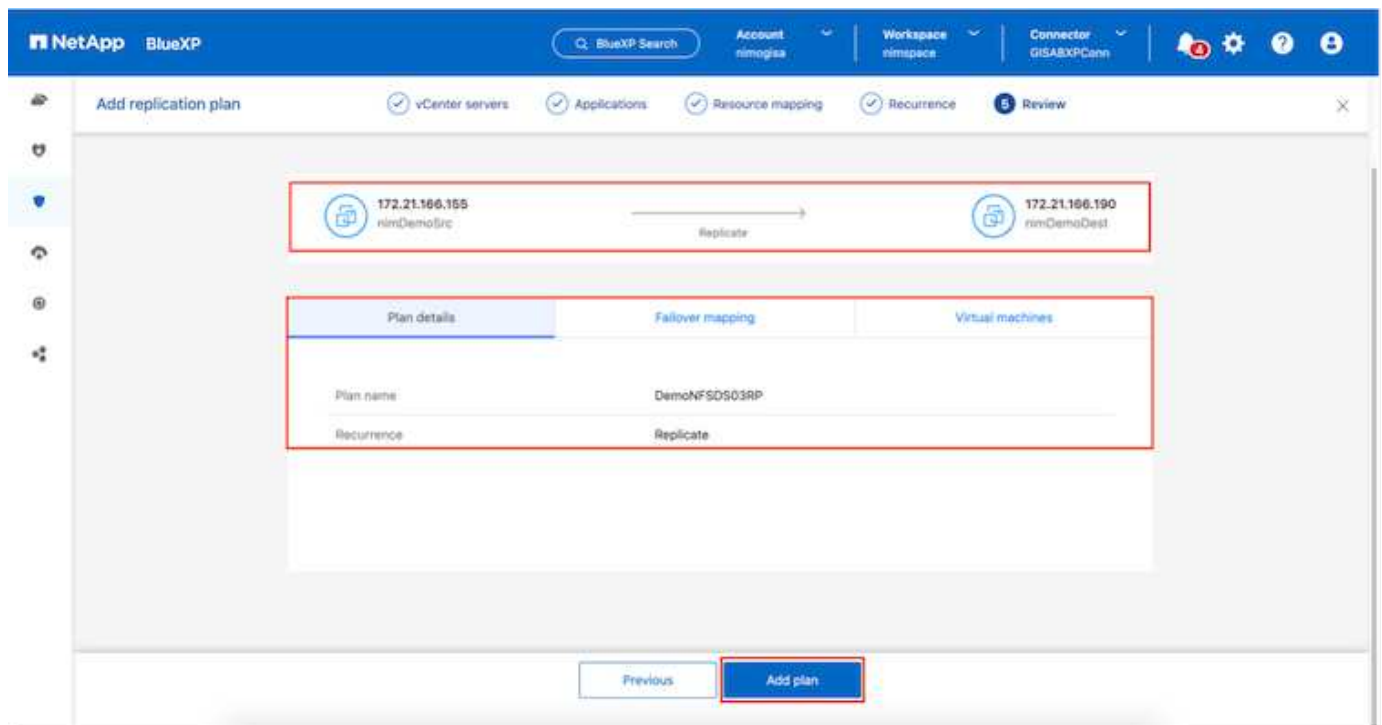 NetApp BlueXP
BlueXP Search
Account
nimogisa
Workspace
nimspace
Connector
GISABXPConn
4
?
Add replication plan
vCenter servers
Applications
Resource mapping
Recurrence
5 Review
172.21.166.155
nimDemoSrc
Replicate
172.21.166.190
nimDemoDest
Plan details
Failover mapping
Virtual machines
Plan name
DemoNFSDS03RP
Recurrence
Replicate
Previous
Add plan